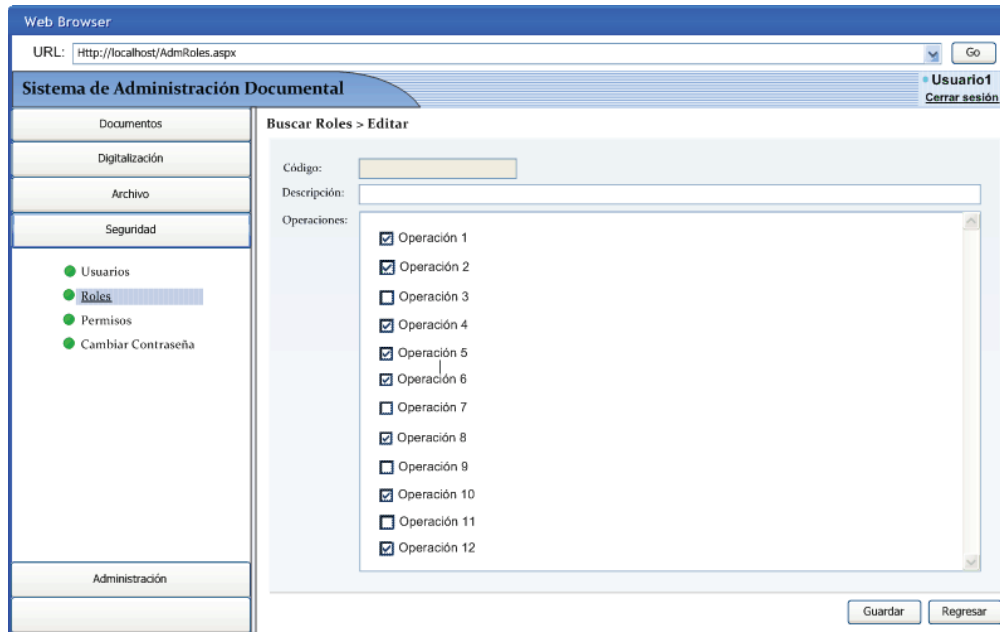 Web Browser
URL: Http://localhost/AdmRoles.aspx Go
Sistema de Administración Documental
Usuario1
Cerrar sesión
Documentos
Digitalización
Archivo
Seguridad
Usuarios
Roles
Permisos
Cambiar Contraseña
Administración
Buscar Roles > Editar
Código:
Descripción:
Operaciones:
Operación 1
Operación 2
Operación 3
Operación 4
Operación 5
Operación 6
Operación 7
Operación 8
Operación 9
Operación 10
Operación 11
Operación 12
Guardar Regresar